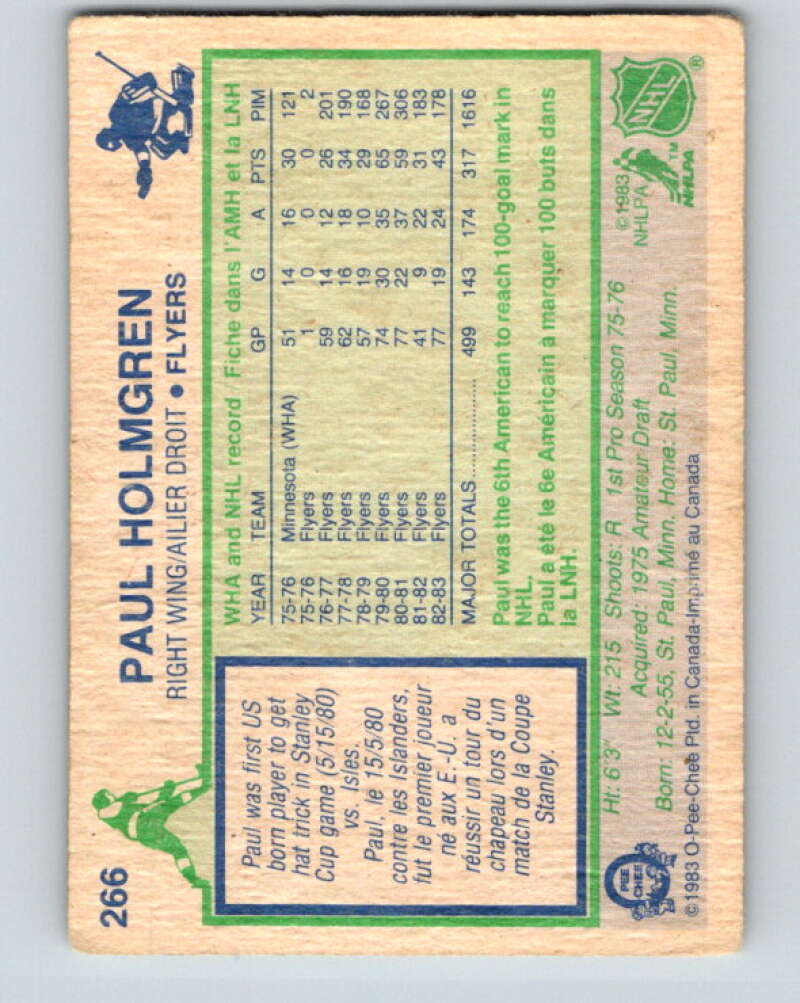 266
PAUL HOLMGREN
RIGHT WING/AILIER DROIT • FLYERS
Paul was first US
born player to get
hat trick in Stanley
Cup game (5/15/80)
vs. Isles.
Paul, le 15/5/80
contre les Islanders,
fut le premier joueur
né aux E.-U. a
réussir un tour du
chapeau lors d'un
match de la Coupe
Stanley.
WHA and NHL record Fiche dans l'AMH et la LNH
YEAR TEAM GP G A PTS PIM
75-76 Minnesota (WHA) 51 14 16 30 121
75-76 Flyers 1 0 0 0 2
76-77 Flyers 59 14 12 26 201
77-78 Flyers 62 16 18 34 190
78-79 Flyers 57 19 10 29 168
79-80 Flyers 74 30 35 65 267
80-81 Flyers 77 22 37 59 306
81-82 Flyers 41 9 22 31 183
82-83 Flyers 77 19 24 43 178
MAJOR TOTALS.................... 499 143 174 317 1616
Paul was the 6th American to reach 100-goal mark in
NHL.
Paul a été le 6e Américain à marquer 100 buts dans
la LNH.
Ht: 6'3" Wt: 215 Shoots: R 1st Pro Season 75-76
Acquired: 1975 Amateur Draft
Born: 12-2-55, St. Paul, Minn. Home: St. Paul, Minn.
©1983 O-Pee-Chee Ptd. in Canada-Imprimé au Canada
PEE
CHEE
©1983
NHLPA
NHLPA™
NHL®